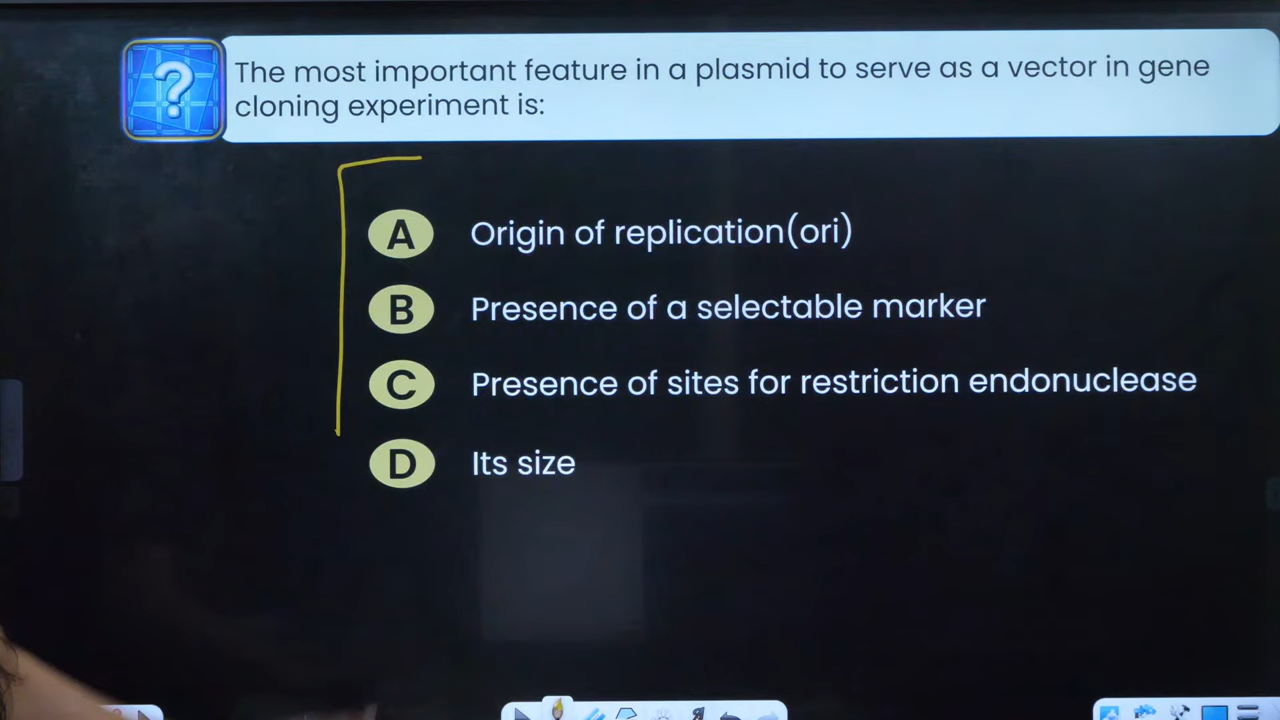 ?
The most important feature in a plasmid to serve as a vector in gene
cloning experiment is:
A Origin of replication(ori)
B Presence of a selectable marker
C Presence of sites for restriction endonuclease
D Its size